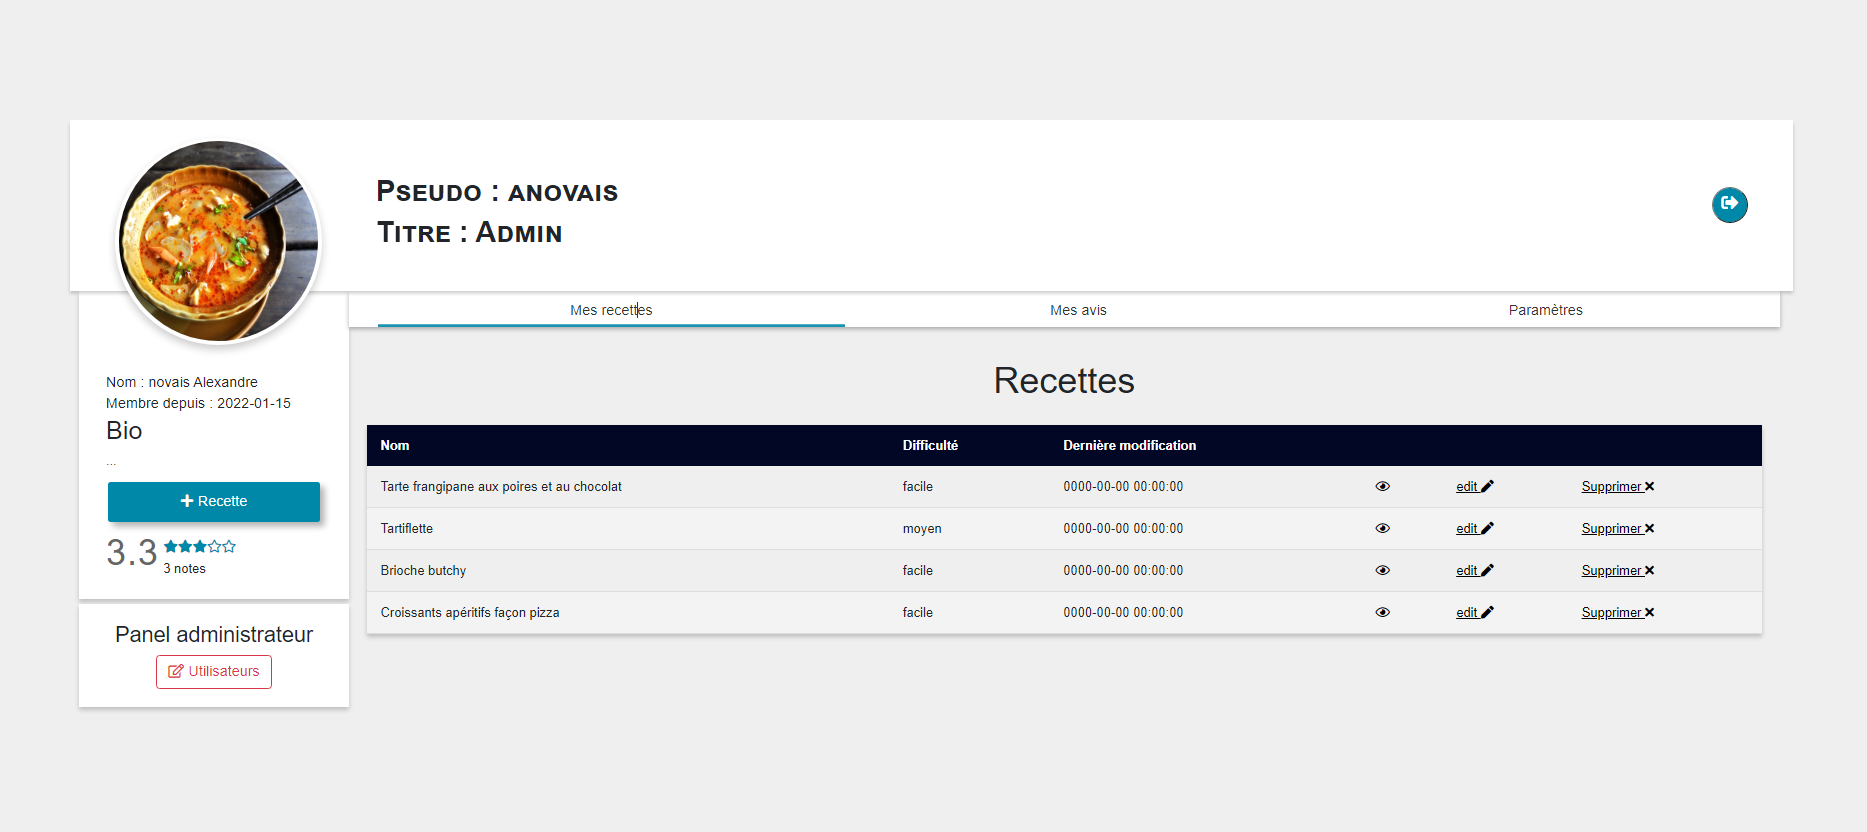 Pseudo : anovais
Titre : Admin
Mes recettes
Mes avis
Paramètres
Nom : novais Alexandre
Membre depuis : 2022-01-15
Bio
...
Recette
3.3
3 notes
Panel administrateur
Utilisateurs
Recettes
Nom Difficulté Dernière modification
Tarte frangipane aux poires et au chocolat facile 0000-00-00 00:00:00 edit Supprimer
Tartiflette moyen 0000-00-00 00:00:00 edit Supprimer
Brioche butchy facile 0000-00-00 00:00:00 edit Supprimer
Croissants apéritifs façon pizza facile 0000-00-00 00:00:00 edit Supprimer